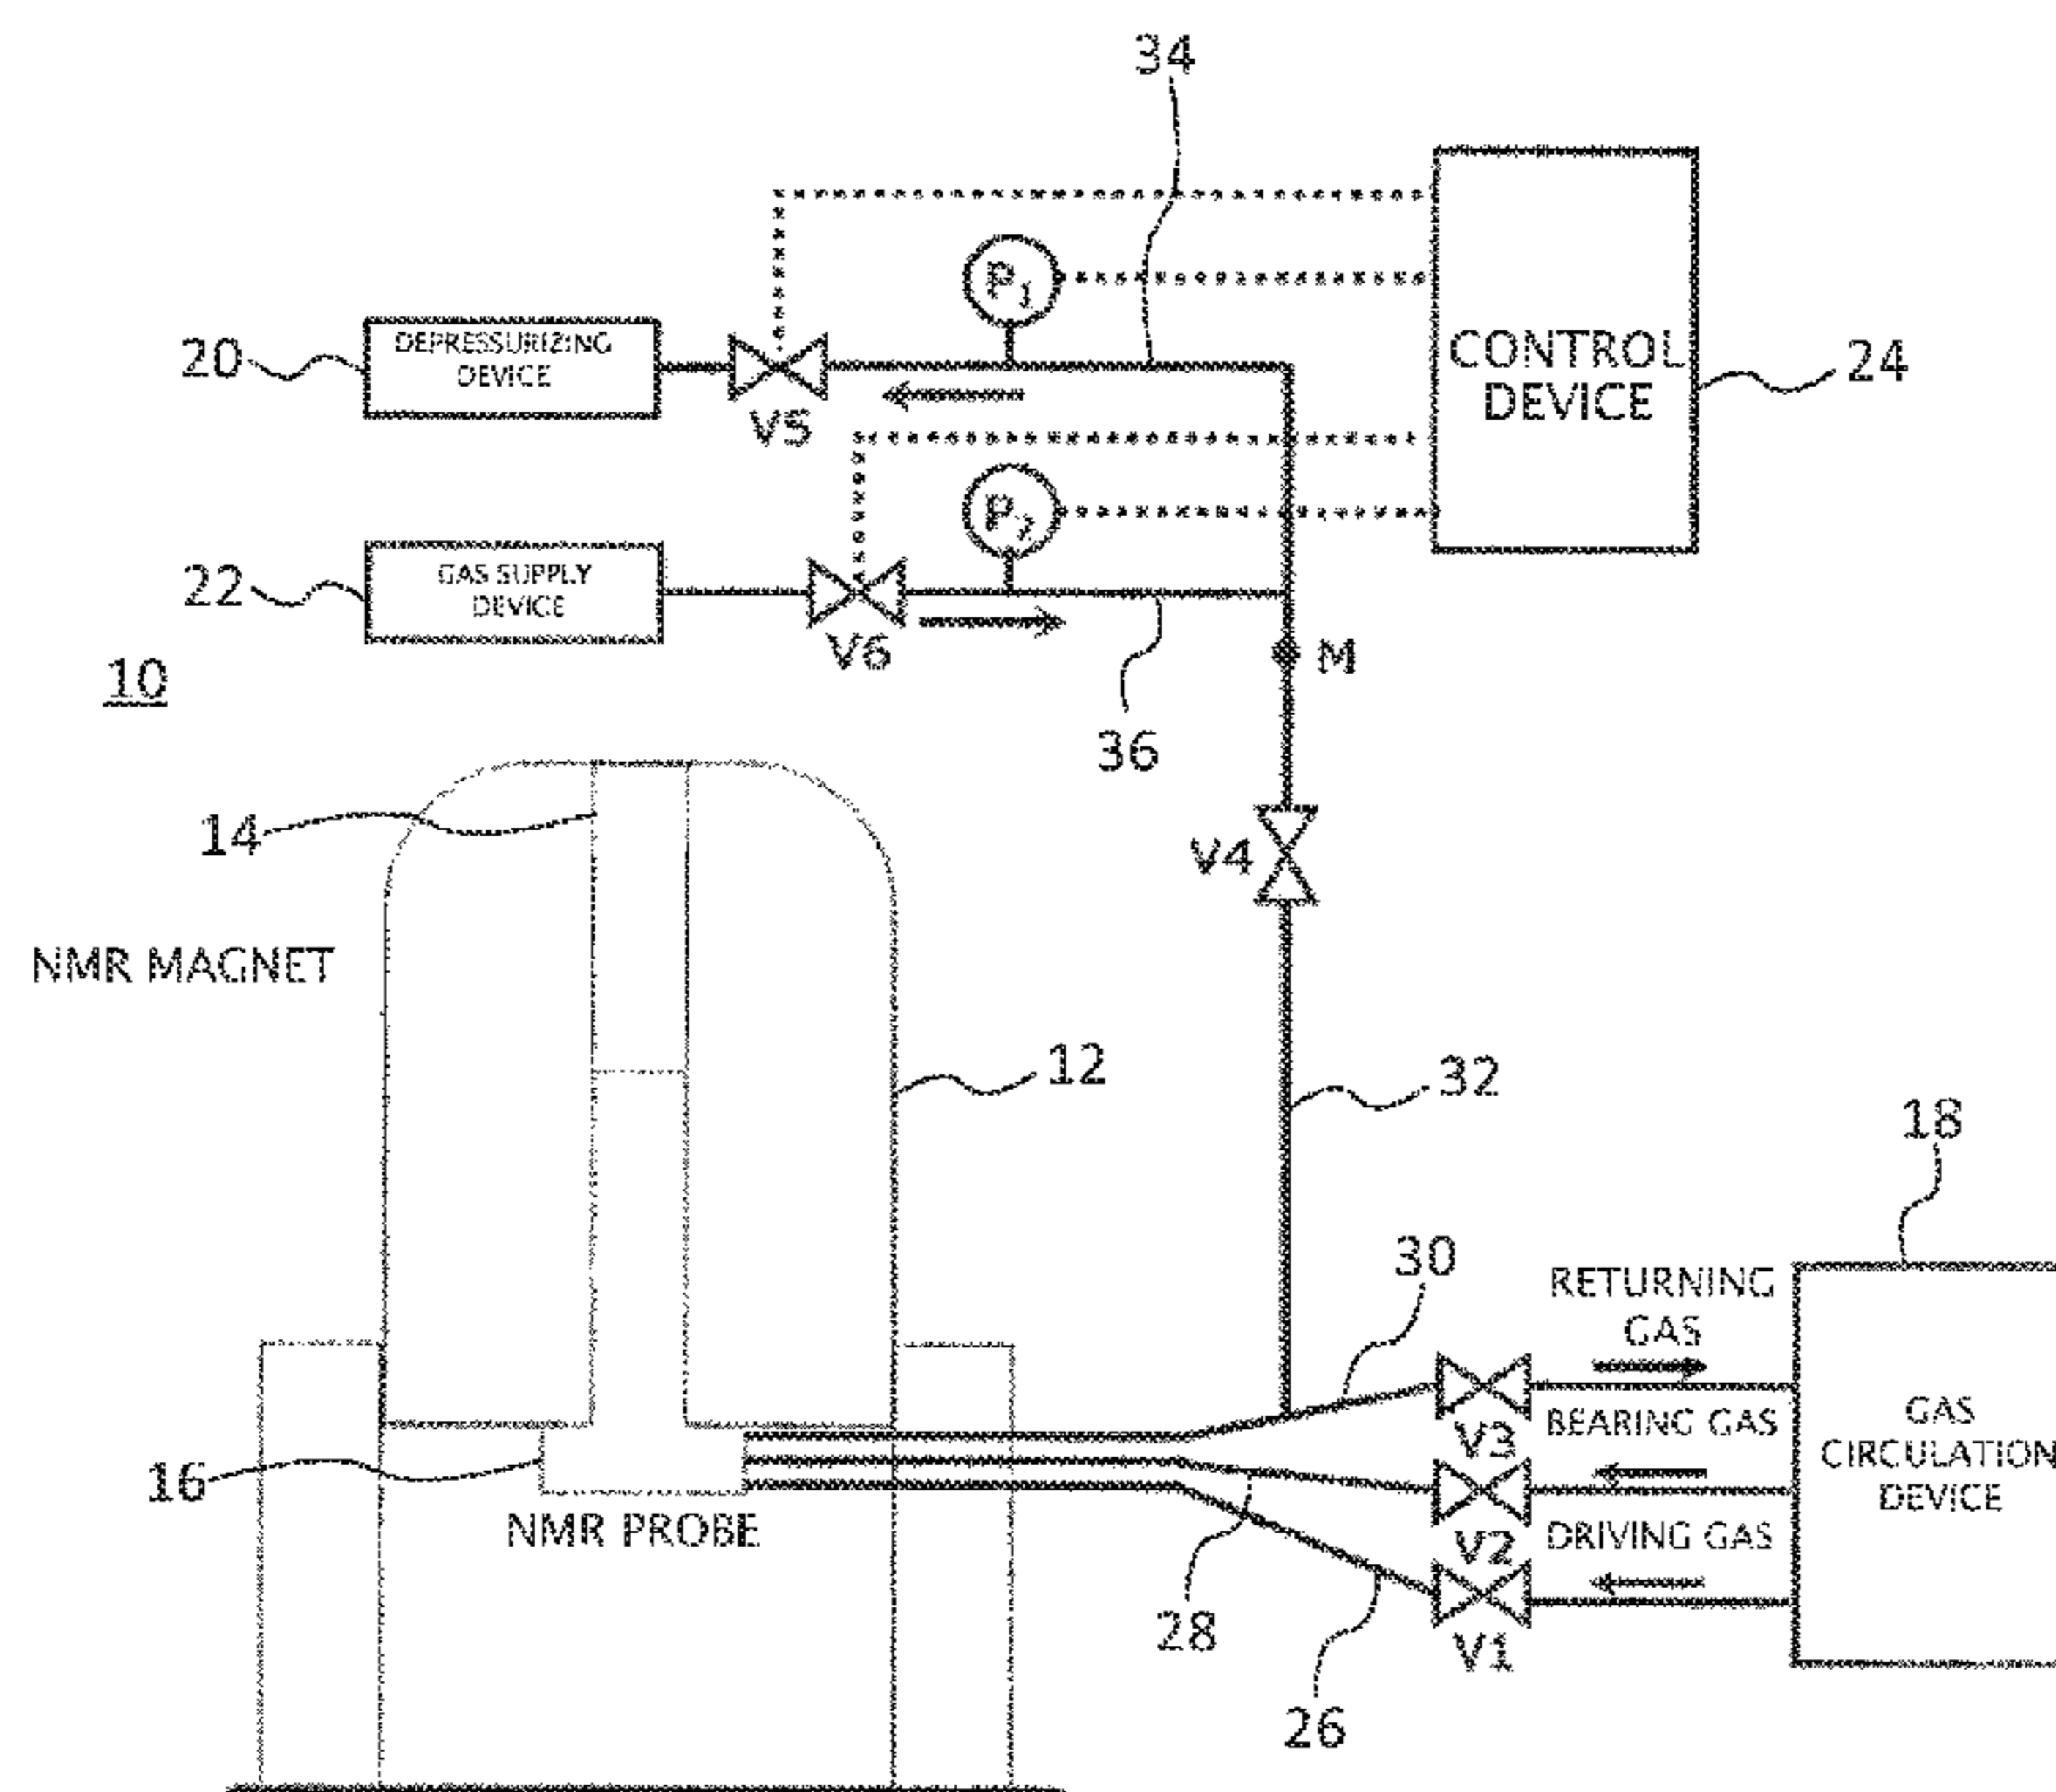 34
P1
20
DEPRESSURIZING
DEVICE
V5
CONTROL
DEVICE
24
P2
22
GAS SUPPLY
DEVICE
V6
M
10
36
14
V4
NMR MAGNET
12
32
18
30
RETURNING
GAS
V3
BEARING GAS
GAS
CIRCULATION
DEVICE
16
NMR PROBE
V2
DRIVING GAS
28
V1
26